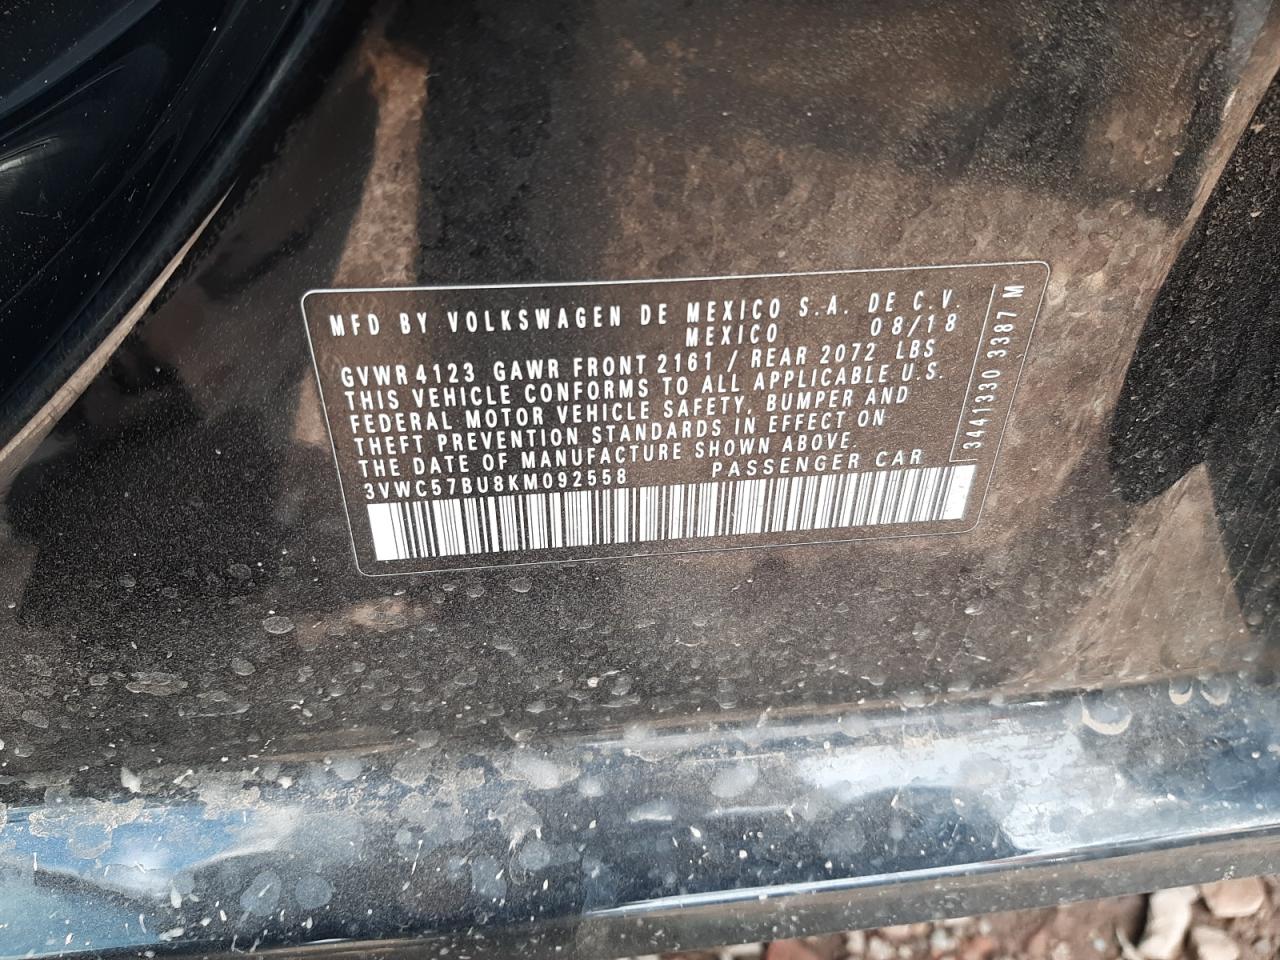 MFD BY VOLKSWAGEN DE MEXICO S.A. DE C.V.
MEXICO 08/18
GVWR 4123 GAWR FRONT 2161 / REAR 2072 LBS
THIS VEHICLE CONFORMS TO ALL APPLICABLE U.S.
FEDERAL MOTOR VEHICLE SAFETY, BUMPER AND
THEFT PREVENTION STANDARDS IN EFFECT ON
THE DATE OF MANUFACTURE SHOWN ABOVE.
3VWC57BU8KM092558 PASSENGER CAR
3441330 3387 M